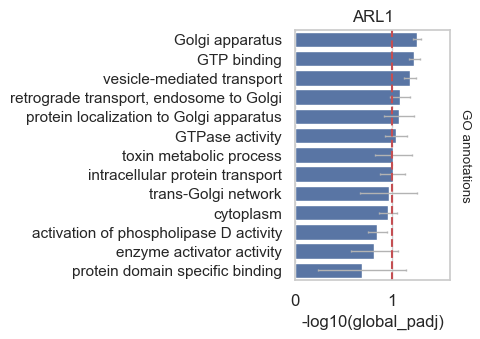 ARL1
Golgi apparatus
GTP binding
vesicle-mediated transport
retrograde transport, endosome to Golgi
protein localization to Golgi apparatus
GTPase activity
toxin metabolic process
intracellular protein transport
trans-Golgi network
cytoplasm
activation of phospholipase D activity
enzyme activator activity
protein domain specific binding
GO annotations
0 1
-log10(global_padj)